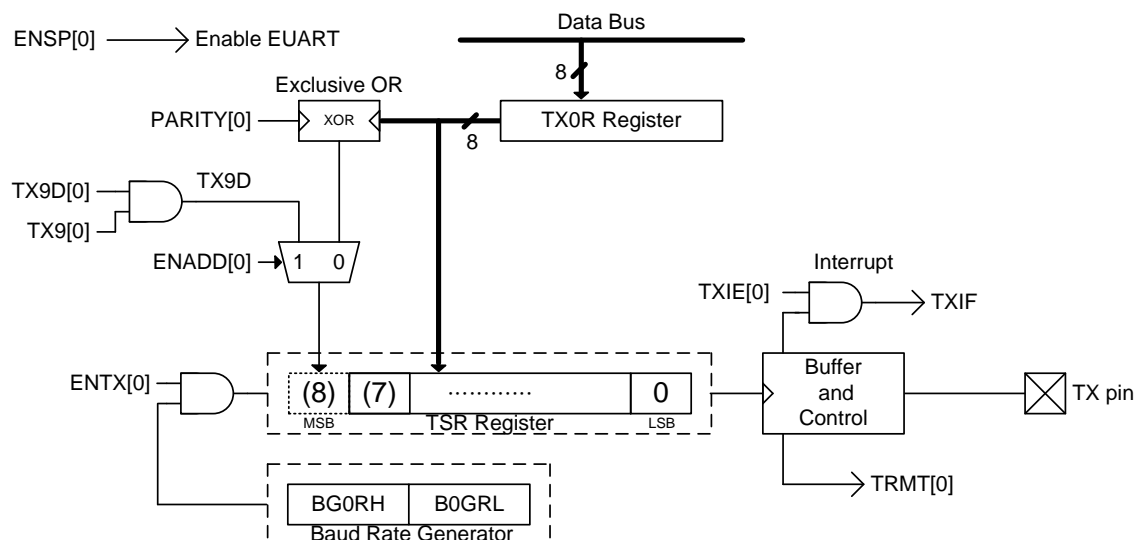 Data Bus
ENSP[0]
Enable EUART
8
Exclusive OR
PARITY[0]
XOR
TX0R Register
8
TX9D[0]
TX9D
TX9[0]
ENADD[0]
1 0
Interrupt
TXIE[0]
TXIF
ENTX[0]
(8)
(7)
...........
0
MSB
TSR Register
LSB
Buffer
and
Control
TX pin
TRMT[0]
BG0RH
B0GRL
Baud Rate Generator